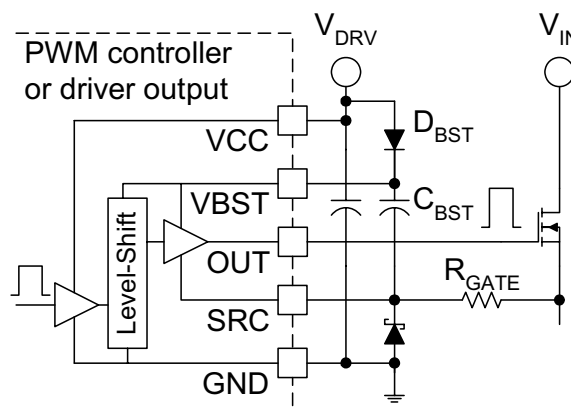 V_DRV
V_IN
PWM controller
or driver output
VCC
D_BST
VBST
C_BST
OUT
Level-Shift
R_GATE
SRC
GND